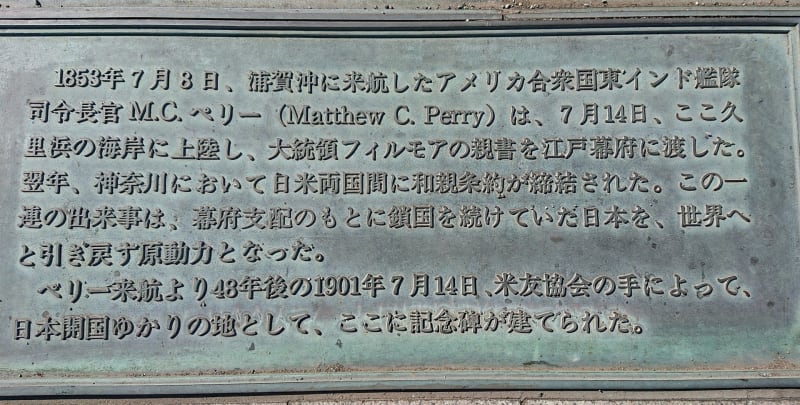 1853年7月8日、浦賀沖に来航したアメリカ合衆国東インド艦隊
司令長官M.C.ペリー(Matthew C. Perry)は、7月14日、ここ久
里浜の海岸に上陸し、大統領フィルモアの親書を江戸幕府に渡した。
翌年、神奈川において日米両国間に和親条約が締結された。この一
連の出来事は、幕府支配のもとに鎖国を続けていた日本を、世界へ
と引き戻す原動力となった。
ペリー来航より48年後の1901年7月14日、米友協会の手によって、
日本開国ゆかりの地として、ここに記念碑が建てられた。